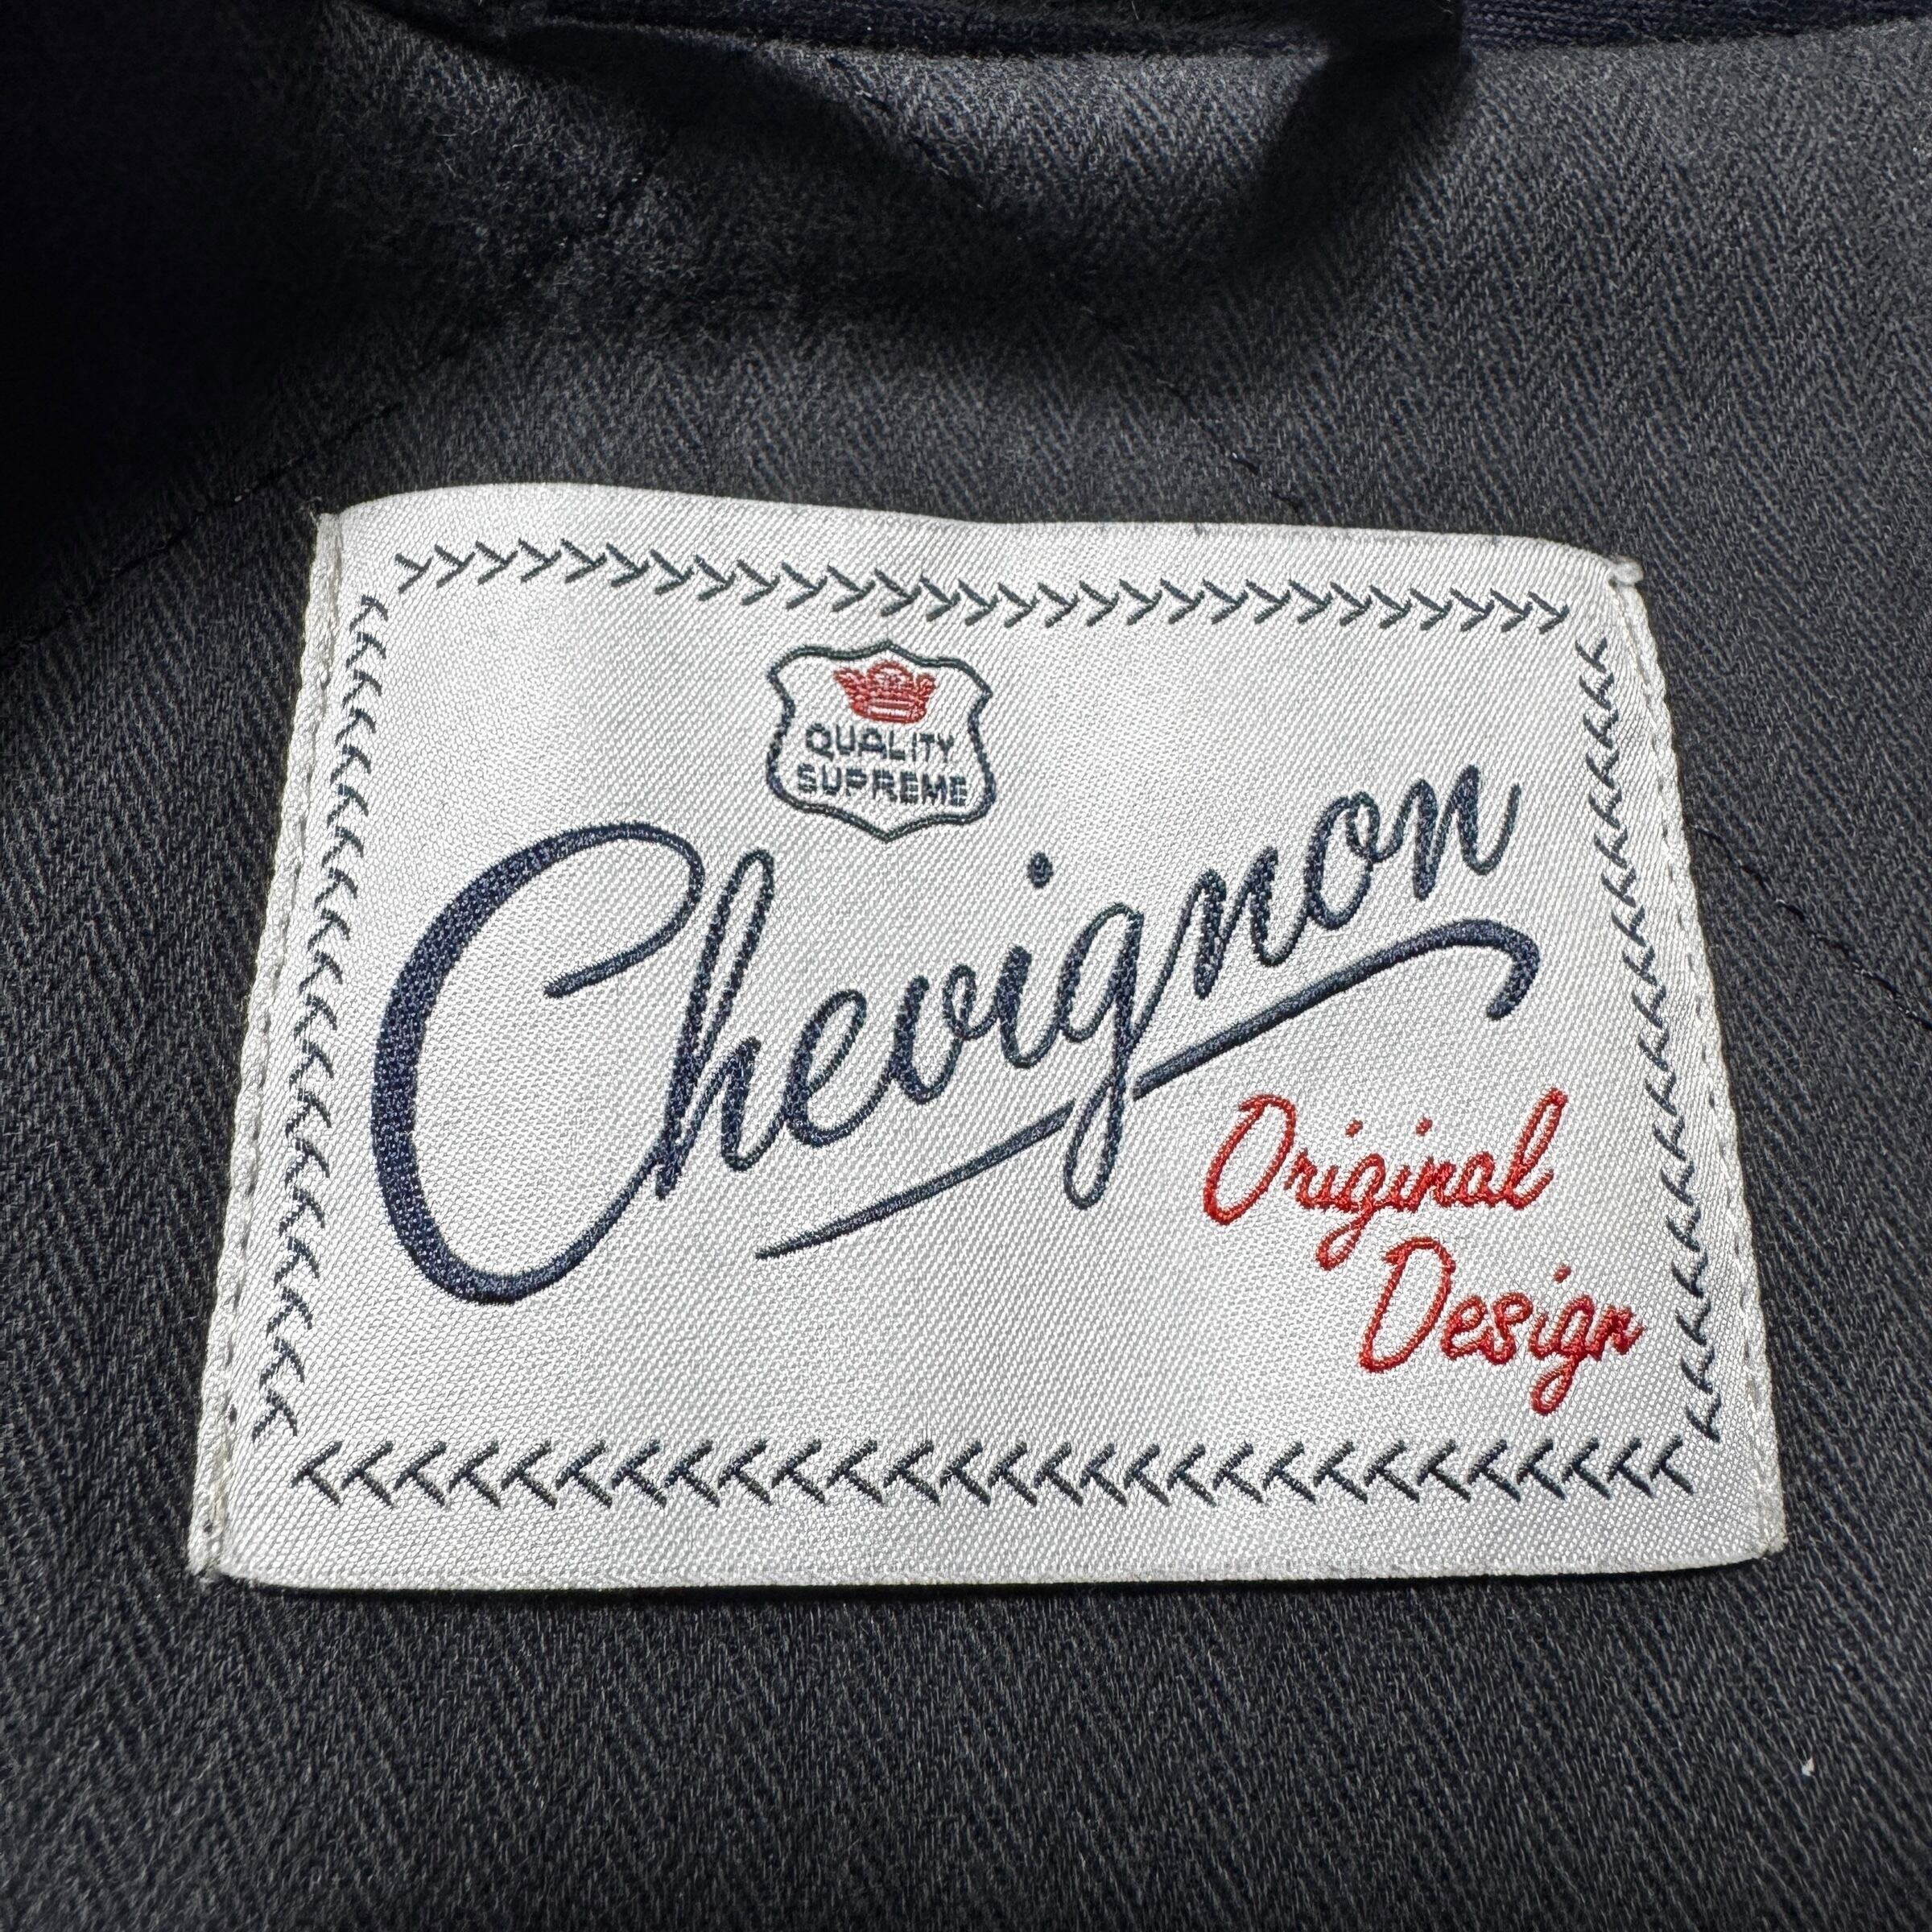 QUALITY
SUPREME
Chevignon
Original
Design